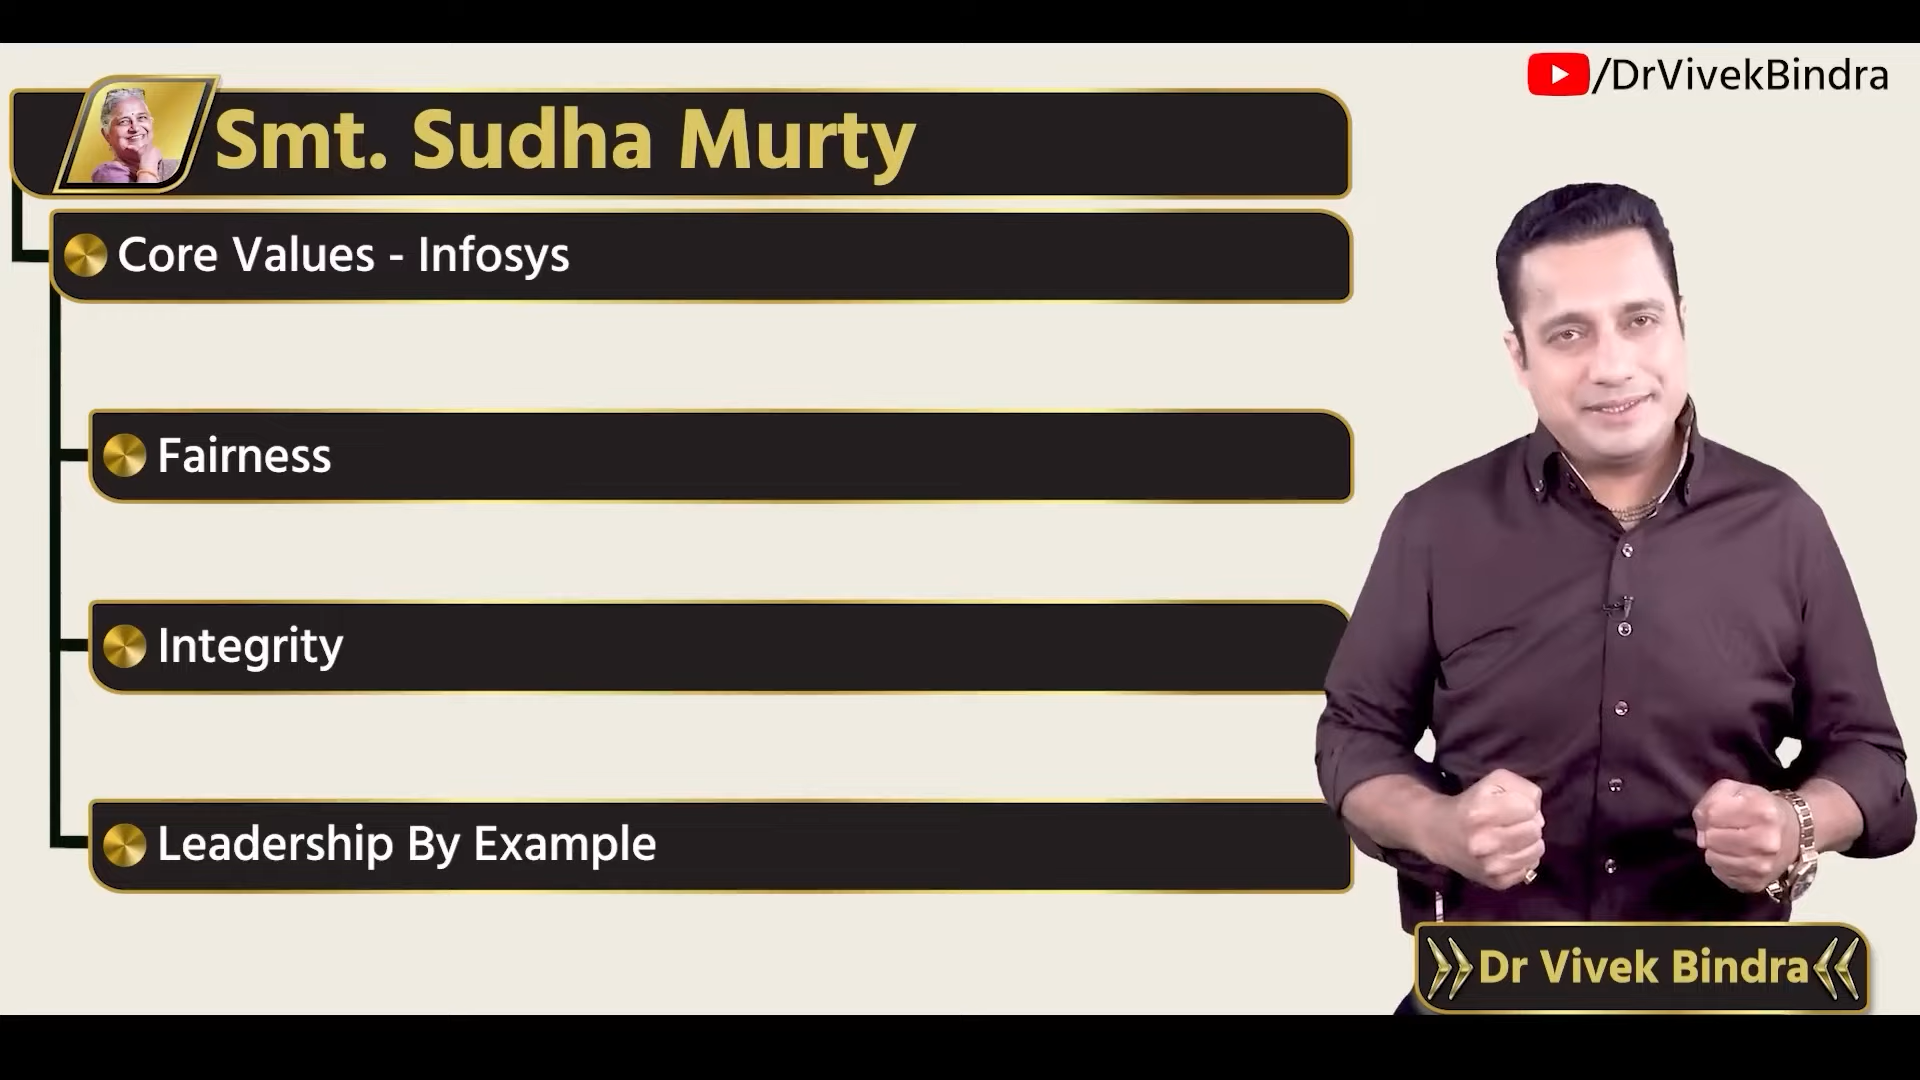 /DrVivekBindra
Smt. Sudha Murty
Core Values - Infosys
Fairness
Integrity
Leadership By Example
Dr Vivek Bindra